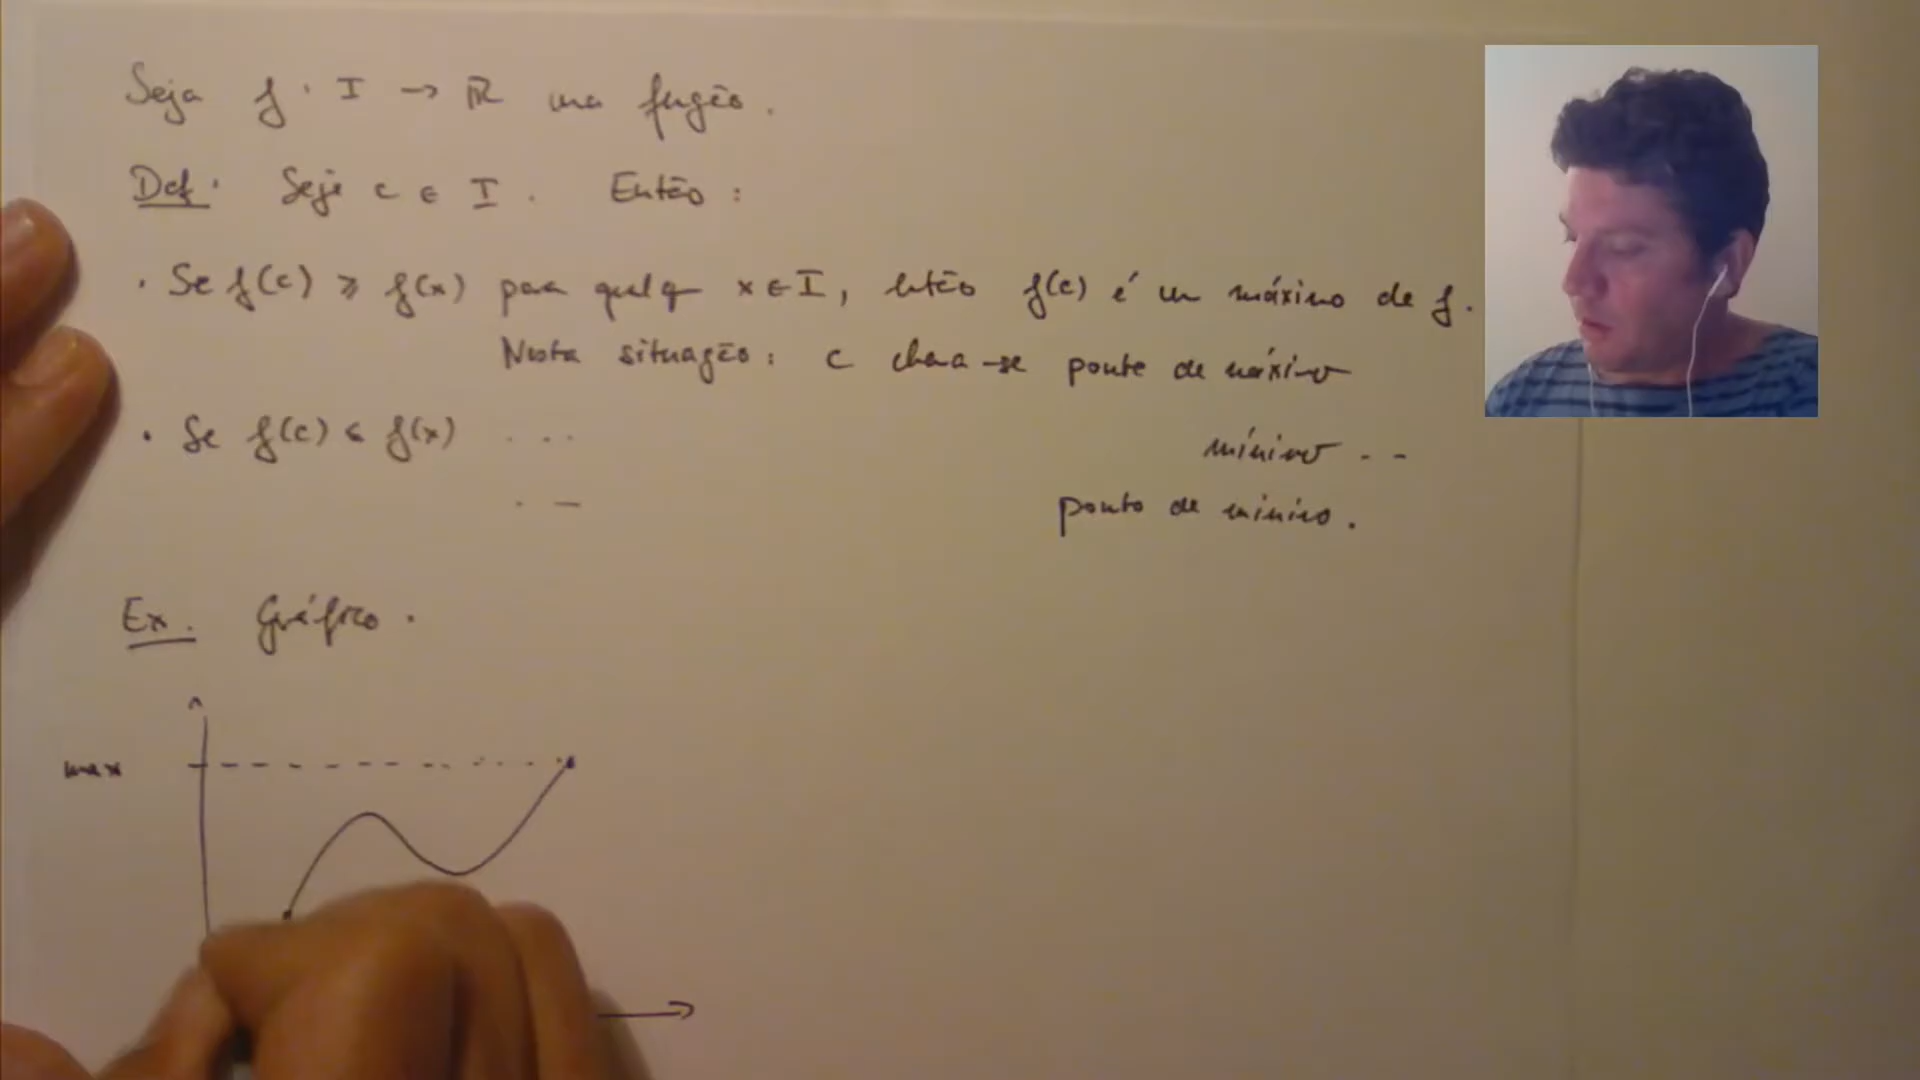 Seja f : I → ℝ uma função.
Def. Seja c ∈ I. Então:
· Se f(c) ≥ f(x) para qualq x ∈ I, então f(c) é um máximo de f.
Nesta situação: c chama-se ponto de máximo
· Se f(c) ≤ f(x) ... mínimo . -
. - ponto de mínimo.
Ex. Gráfico.
max